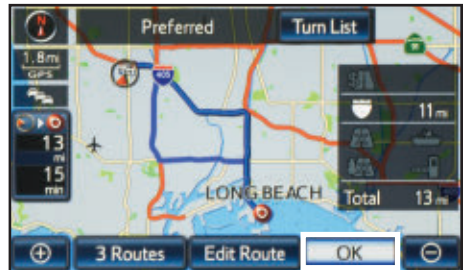 Preferred
Turn List
1.8mi
GPS
405
11mi
13
mi
15
min
LONG BEACH
Total 13mi
3 Routes
Edit Route
OK